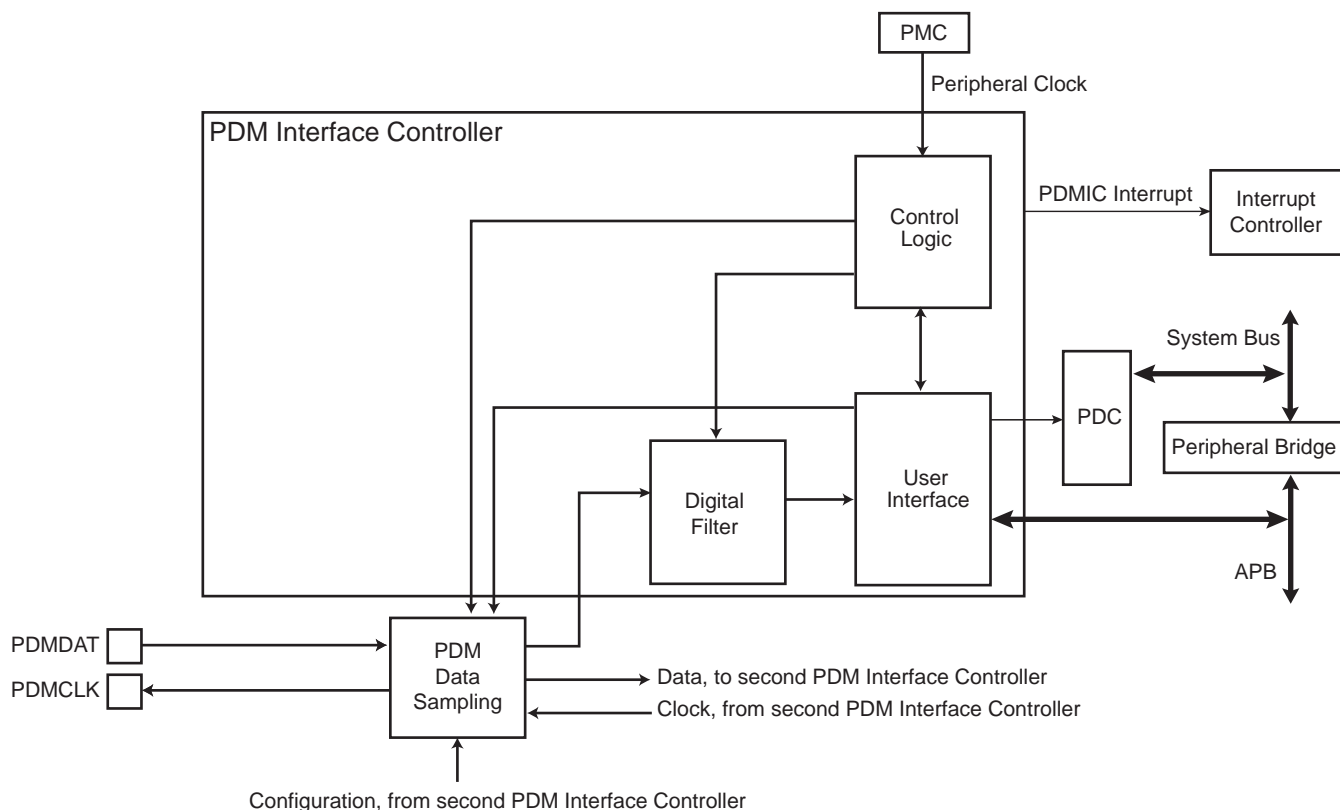 PMC
Peripheral Clock
PDM Interface Controller
Control
Logic
PDMIC Interrupt
Interrupt
Controller
System Bus
PDC
Peripheral Bridge
User
Interface
Digital
Filter
APB
PDMDAT
PDMCLK
PDM
Data
Sampling
Data, to second PDM Interface Controller
Clock, from second PDM Interface Controller
Configuration, from second PDM Interface Controller